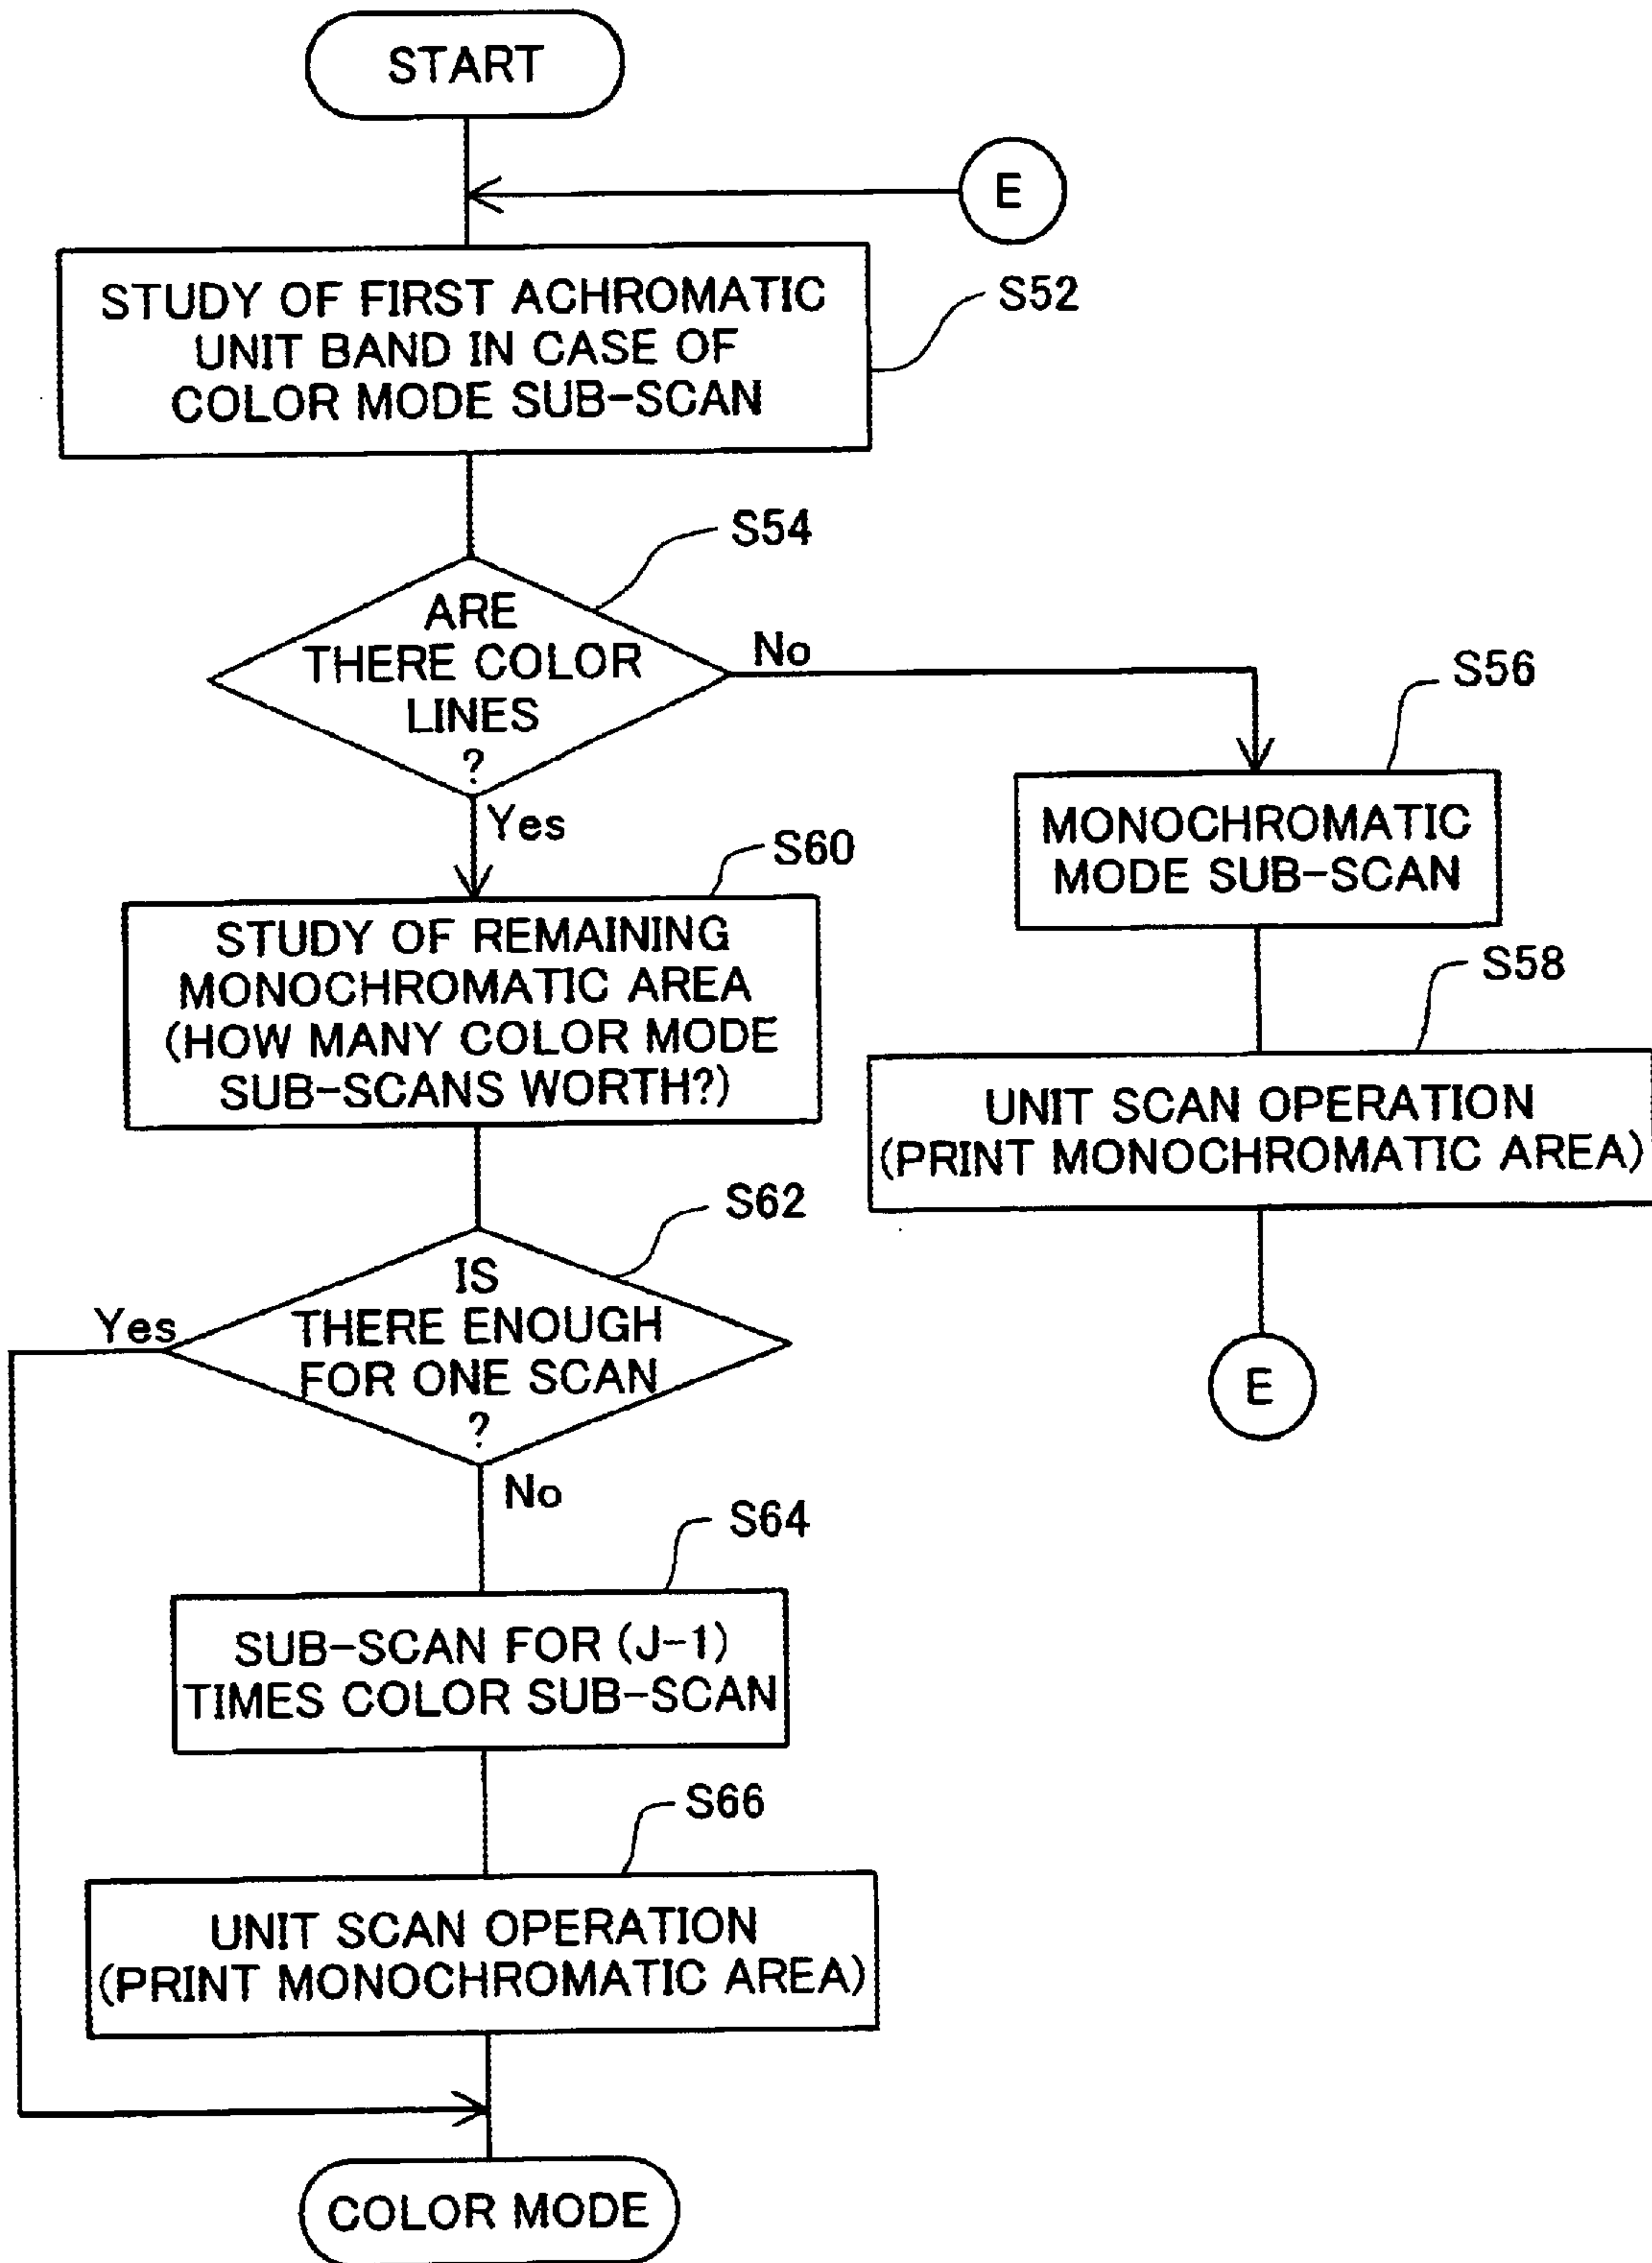 START
E
STUDY OF FIRST ACHROMATIC
UNIT BAND IN CASE OF
COLOR MODE SUB-SCAN
S52
S54
ARE
THERE COLOR
LINES
?
No
Yes
S56
MONOCHROMATIC
MODE SUB-SCAN
S60
STUDY OF REMAINING
MONOCHROMATIC AREA
(HOW MANY COLOR MODE
SUB-SCANS WORTH?)
S58
UNIT SCAN OPERATION
(PRINT MONOCHROMATIC AREA)
E
S62
IS
THERE ENOUGH
FOR ONE SCAN
?
Yes
No
S64
SUB-SCAN FOR (J-1)
TIMES COLOR SUB-SCAN
S66
UNIT SCAN OPERATION
(PRINT MONOCHROMATIC AREA)
COLOR MODE